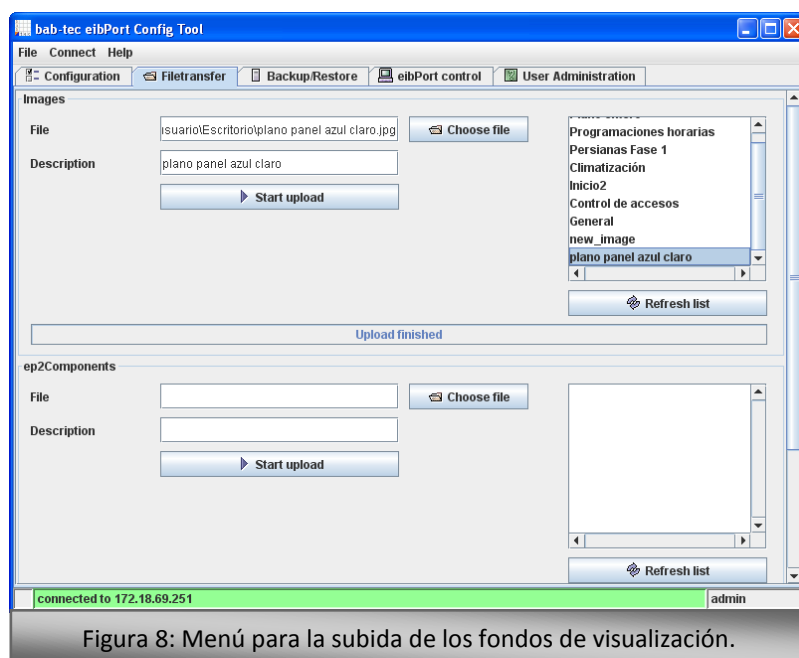 bab-tec eibPort Config Tool
File Connect Help
Configuration Filetransfer Backup/Restore eibPort control User Administration
Images
File
suario\Escritorio\plano panel azul claro.jpg
Choose file
Description
plano panel azul claro
Start upload
Programaciones horarias
Persianas Fase 1
Climatización
Inicio2
Control de accesos
General
new_image
plano panel azul claro
Refresh list
Upload finished
ep2Components
File
Choose file
Description
Start upload
Refresh list
connected to 172.18.69.251
admin
Figura 8: Menú para la subida de los fondos de visualización.